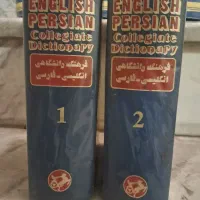 ENGLISH
PERSIAN
Collegiate
Dictionary
فرهنگ دانشگاهی
انگلیسی-فارسی
1
ENGLISH
PERSIAN
Collegiate
Dictionary
فرهنگ دانشگاهی
انگلیسی-فارسی
2